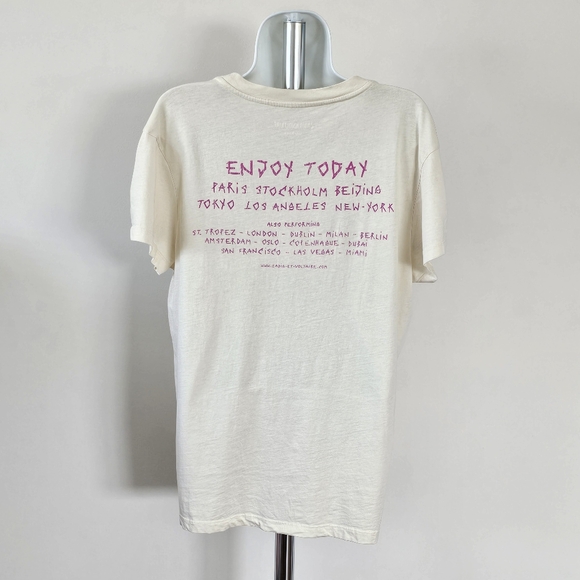 ENJOY TODAY
PARIS STOCKHOLM BEIJING
TOKYO LOS ANGELES NEW-YORK
ALSO PERFORMING
ST. TROPEZ - LONDON - DUBLIN - MILAN - BERLIN
AMSTERDAM - OSLO - COPENHAGUE - DUBAI
SAN FRANCISCO - LAS VEGAS - MIAMI